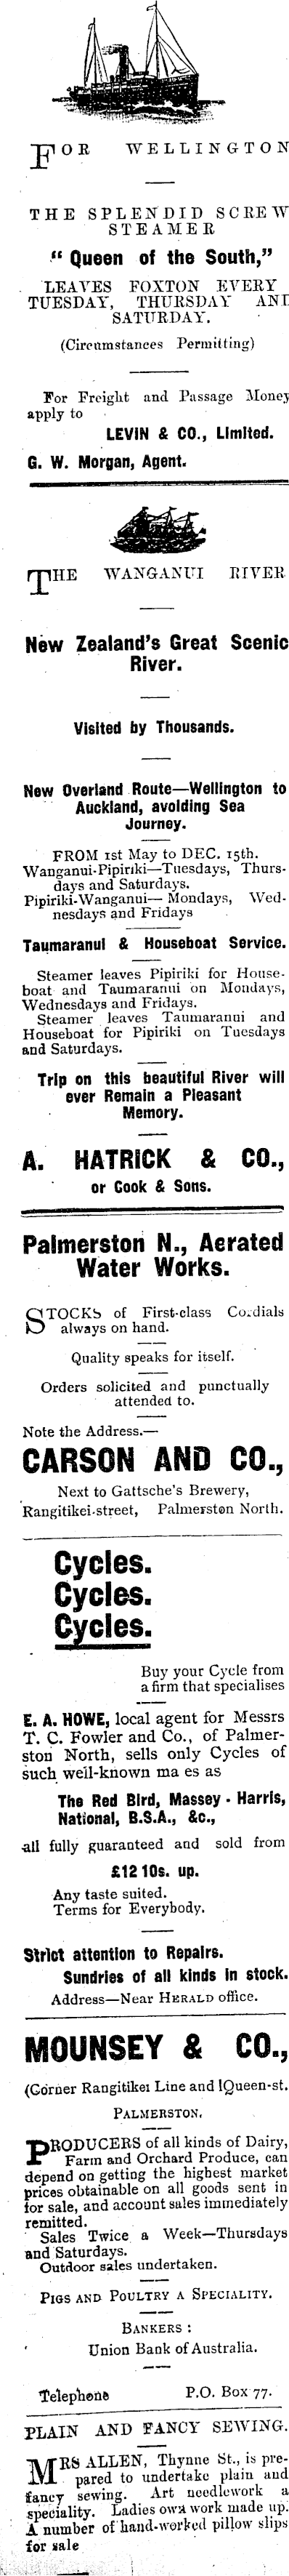 FOR WELLINGTON
THE SPLENDID SCREW
STEAMER
"Queen of the South,"
LEAVES FOXTON EVERY
TUESDAY, THURSDAY AND
SATURDAY.
(Circumstances Permitting)
For Freight and Passage Money
apply to
LEVIN & CO., Limited.
G. W. Morgan, Agent.
THE WANGANUI RIVER
New Zealand's Great Scenic
River.
Visited by Thousands.
New Overland Route—Wellington to
Auckland, avoiding Sea
Journey.
FROM 1st May to DEC. 15th.
Wanganui-Pipiriki—Tuesdays, Thurs-
days and Saturdays.
Pipiriki-Wanganui— Mondays, Wed-
nesdays and Fridays
Taumaranui & Houseboat Service.
Steamer leaves Pipiriki for House-
boat and Taumaranui on Mondays,
Wednesdays and Fridays.
Steamer leaves Taumaranui and
Houseboat for Pipiriki on Tuesdays
and Saturdays.
Trip on this beautiful River will
ever Remain a Pleasant
Memory.
A. HATRICK & CO.,
or Cook & Sons.
Palmerston N., Aerated
Water Works.
STOCKS of First-class Cordials
always on hand.
Quality speaks for itself.
Orders solicited and punctually
attended to.
Note the Address.—
CARSON AND CO.,
Next to Gattsche's Brewery,
Rangitikei-street, Palmerston North.
Cycles.
Cycles.
Cycles.
Buy your Cycle from
a firm that specialises
E. A. HOWE, local agent for Messrs
T. C. Fowler and Co., of Palmer-
ston North, sells only Cycles of
such well-known ma es as
The Red Bird, Massey - Harris,
National, B.S.A., &c.,
all fully guaranteed and sold from
£12 10s. up.
Any taste suited.
Terms for Everybody.
Strict attention to Repairs.
Sundries of all kinds in stock.
Address—Near HERALD office.
MOUNSEY & CO.,
(Corner Rangitikei Line and Queen-st.
PALMERSTON.
PRODUCERS of all kinds of Dairy,
Farm and Orchard Produce, can
depend on getting the highest market
prices obtainable on all goods sent in
for sale, and account sales immediately
remitted.
Sales Twice a Week—Thursdays
and Saturdays.
Outdoor sales undertaken.
PIGS AND POULTRY A SPECIALITY.
BANKERS :
Union Bank of Australia.
Telephone P.O. Box 77.
PLAIN AND FANCY SEWING.
MRS ALLEN, Thynne St., is pre-
pared to undertake plain and
fancy sewing. Art needlework a
speciality. Ladies own work made up.
A number of hand-worked pillow slips
for sale